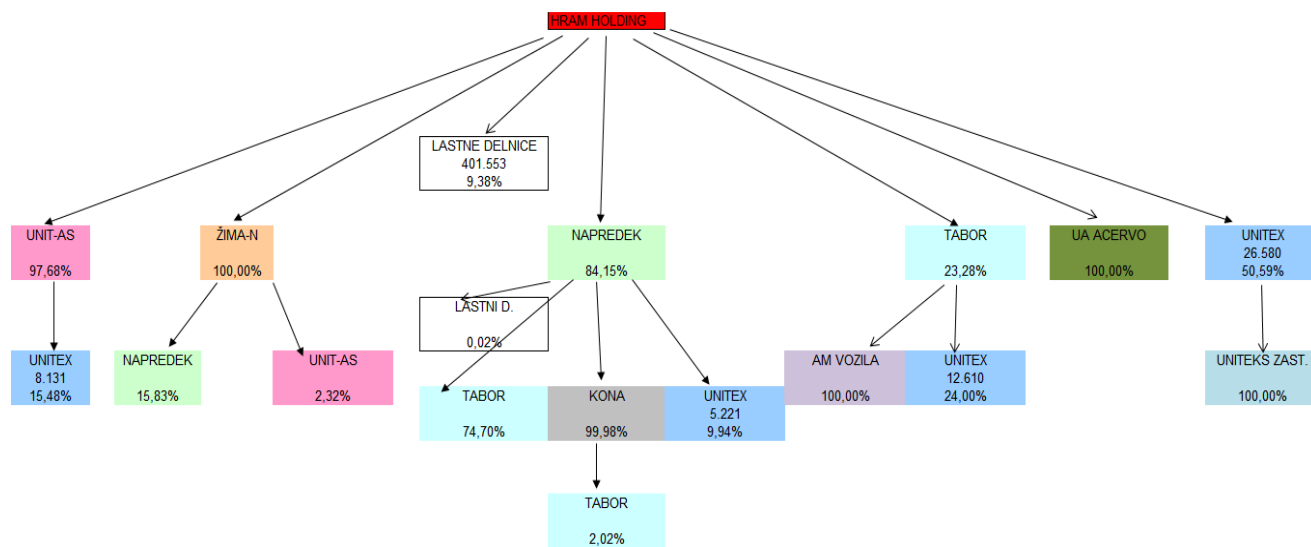 HRAM HOLDING
LASTNE DELNICE
401.553
9,38%
UNIT-AS
97,68%
ŽIMA-N
100,00%
NAPREDEK
84,15%
TABOR
23,28%
UA ACERVO
100,00%
UNITEX
26.580
50,59%
LASTNI D.
0,02%
UNITEX
8.131
15,48%
NAPREDEK
15,83%
UNIT-AS
2,32%
TABOR
74,70%
KONA
99,98%
UNITEX
5.221
9,94%
AM VOZILA
100,00%
UNITEX
12.610
24,00%
UNITEKS ZAST.
100,00%
TABOR
2,02%